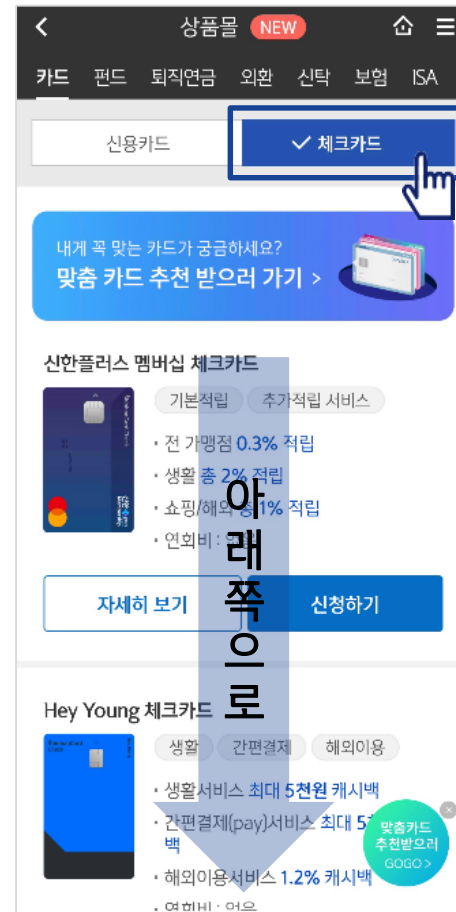 상품몰 NEW
카드 펀드 퇴직연금 외환 신탁 보험 ISA
신용카드 체크카드
내게 꼭 맞는 카드가 궁금하세요?
맞춤 카드 추천 받으러 가기 >
신한플러스 멤버십 체크카드
기본적립 추가적립 서비스
• 전 가맹점 0.3% 적립
• 생활 총 2% 적립
• 쇼핑/해외 총 1% 적립
• 연회비 :
자세히 보기 신청하기
아래쪽으로
Hey Young 체크카드
생활 간편결제 해외이용
• 생활서비스 최대 5천원 캐시백
• 간편결제(pay)서비스 최대 5
백
• 해외이용서비스 1.2% 캐시백
• 연회비 : 없음
맞춤카드
추천받으러
GOGO >